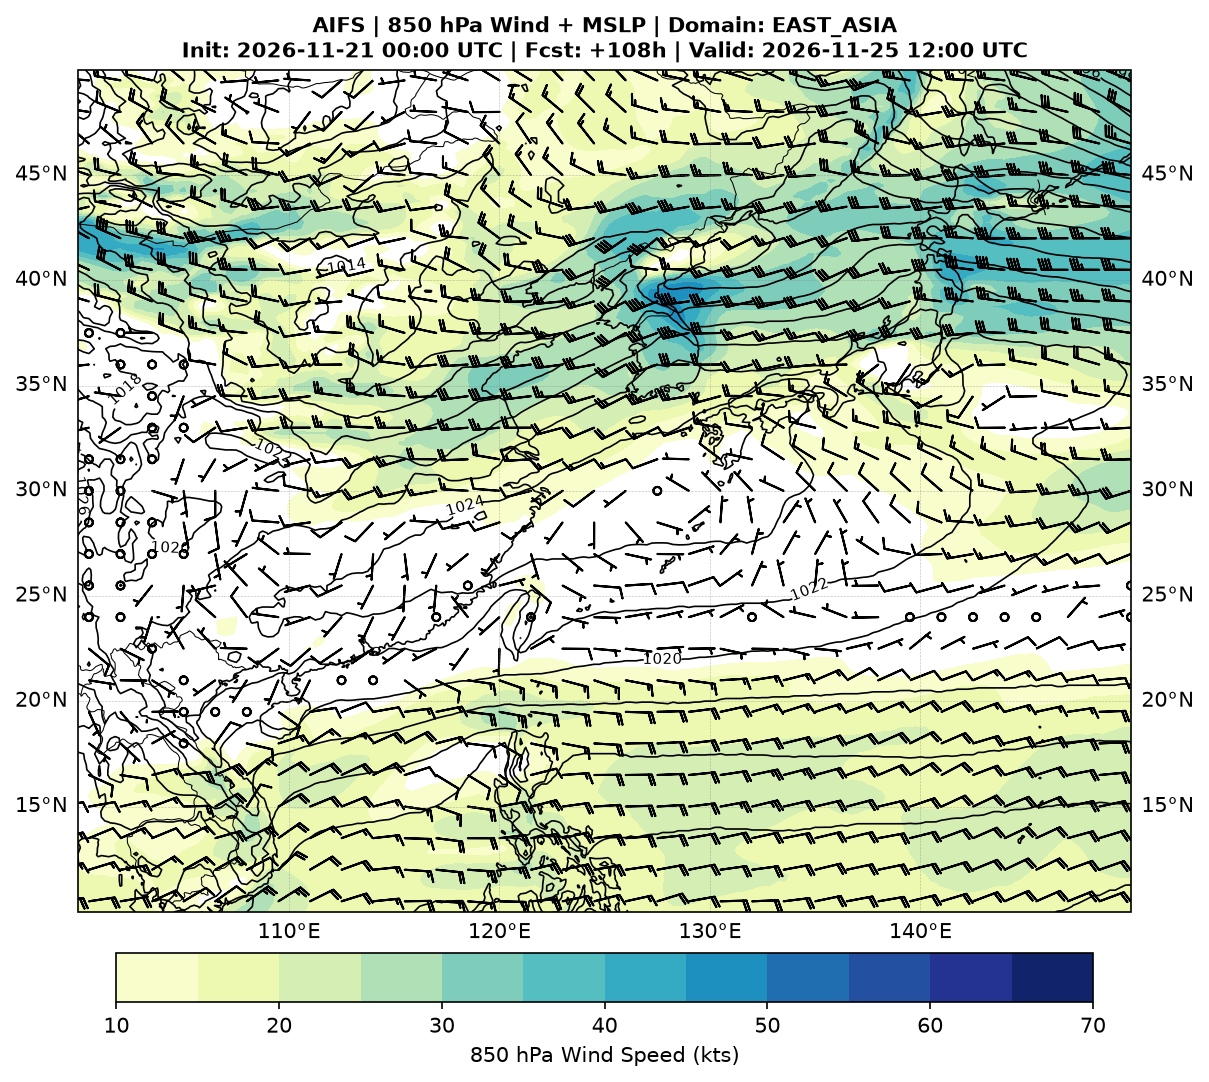 AIFS | 850 hPa Wind + MSLP | Domain: EAST_ASIA
Init: 2026-11-21 00:00 UTC | Fcst: +108h | Valid: 2026-11-25 12:00 UTC
45°N
45°N
1014
40°N
40°N
1018
35°N
35°N
1024
30°N
30°N
1022
25°N
25°N
1020
20°N
20°N
15°N
15°N
110°E
120°E
130°E
140°E
10
20
30
40
50
60
70
850 hPa Wind Speed (kts)